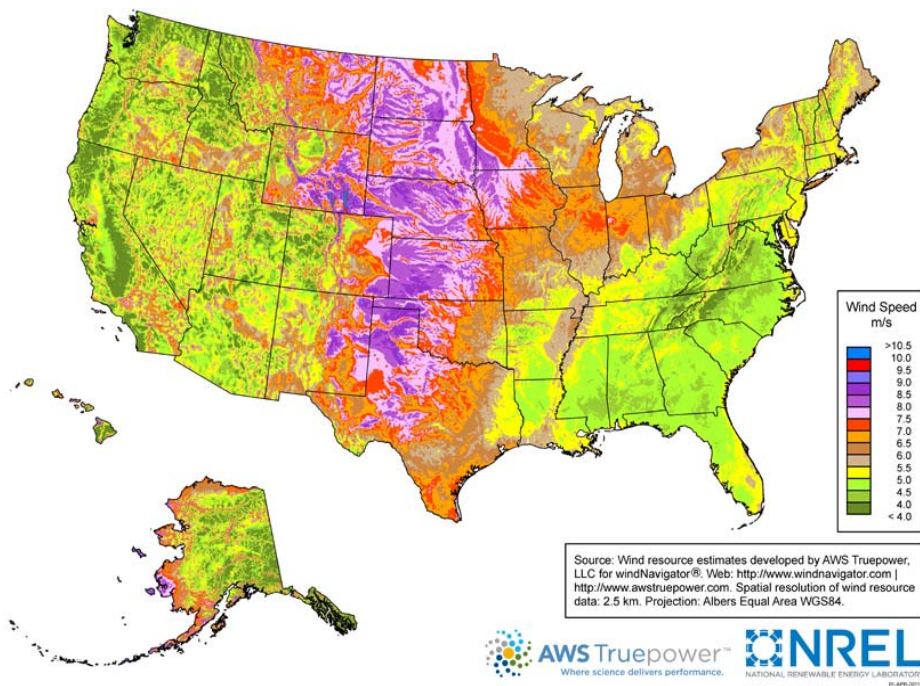 Wind Speed
m/s
>10.5
10.0
9.5
9.0
8.5
8.0
7.5
7.0
6.5
6.0
5.5
5.0
4.5
4.0
< 4.0
Source: Wind resource estimates developed by AWS Truepower,
LLC for windNavigator®. Web: http://www.windnavigator.com |
http://www.awstruepower.com. Spatial resolution of wind resource
data: 2.5 km. Projection: Albers Equal Area WGS84.
AWS Truepower™
Where science delivers performance.
NREL
NATIONAL RENEWABLE ENERGY LABORATORY